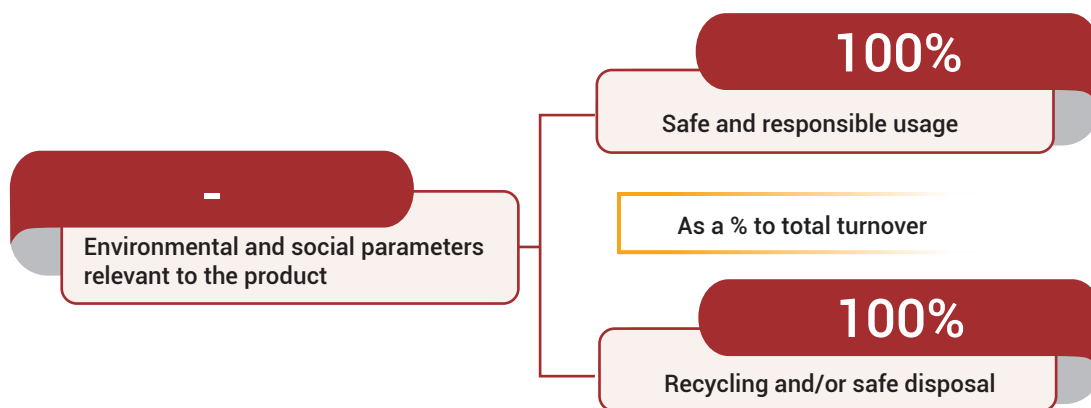 100%
Safe and responsible usage
-
Environmental and social parameters
relevant to the product
As a % to total turnover
100%
Recycling and/or safe disposal